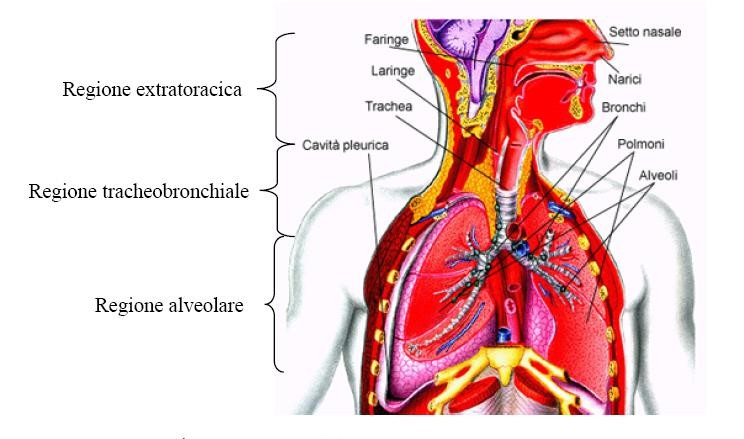 Setto nasale
Faringe
Laringe
Narici
Regione extratoracica
Trachea
Bronchi
Cavità pleurica
Polmoni
Alveoli
Regione tracheobronchiale
Regione alveolare